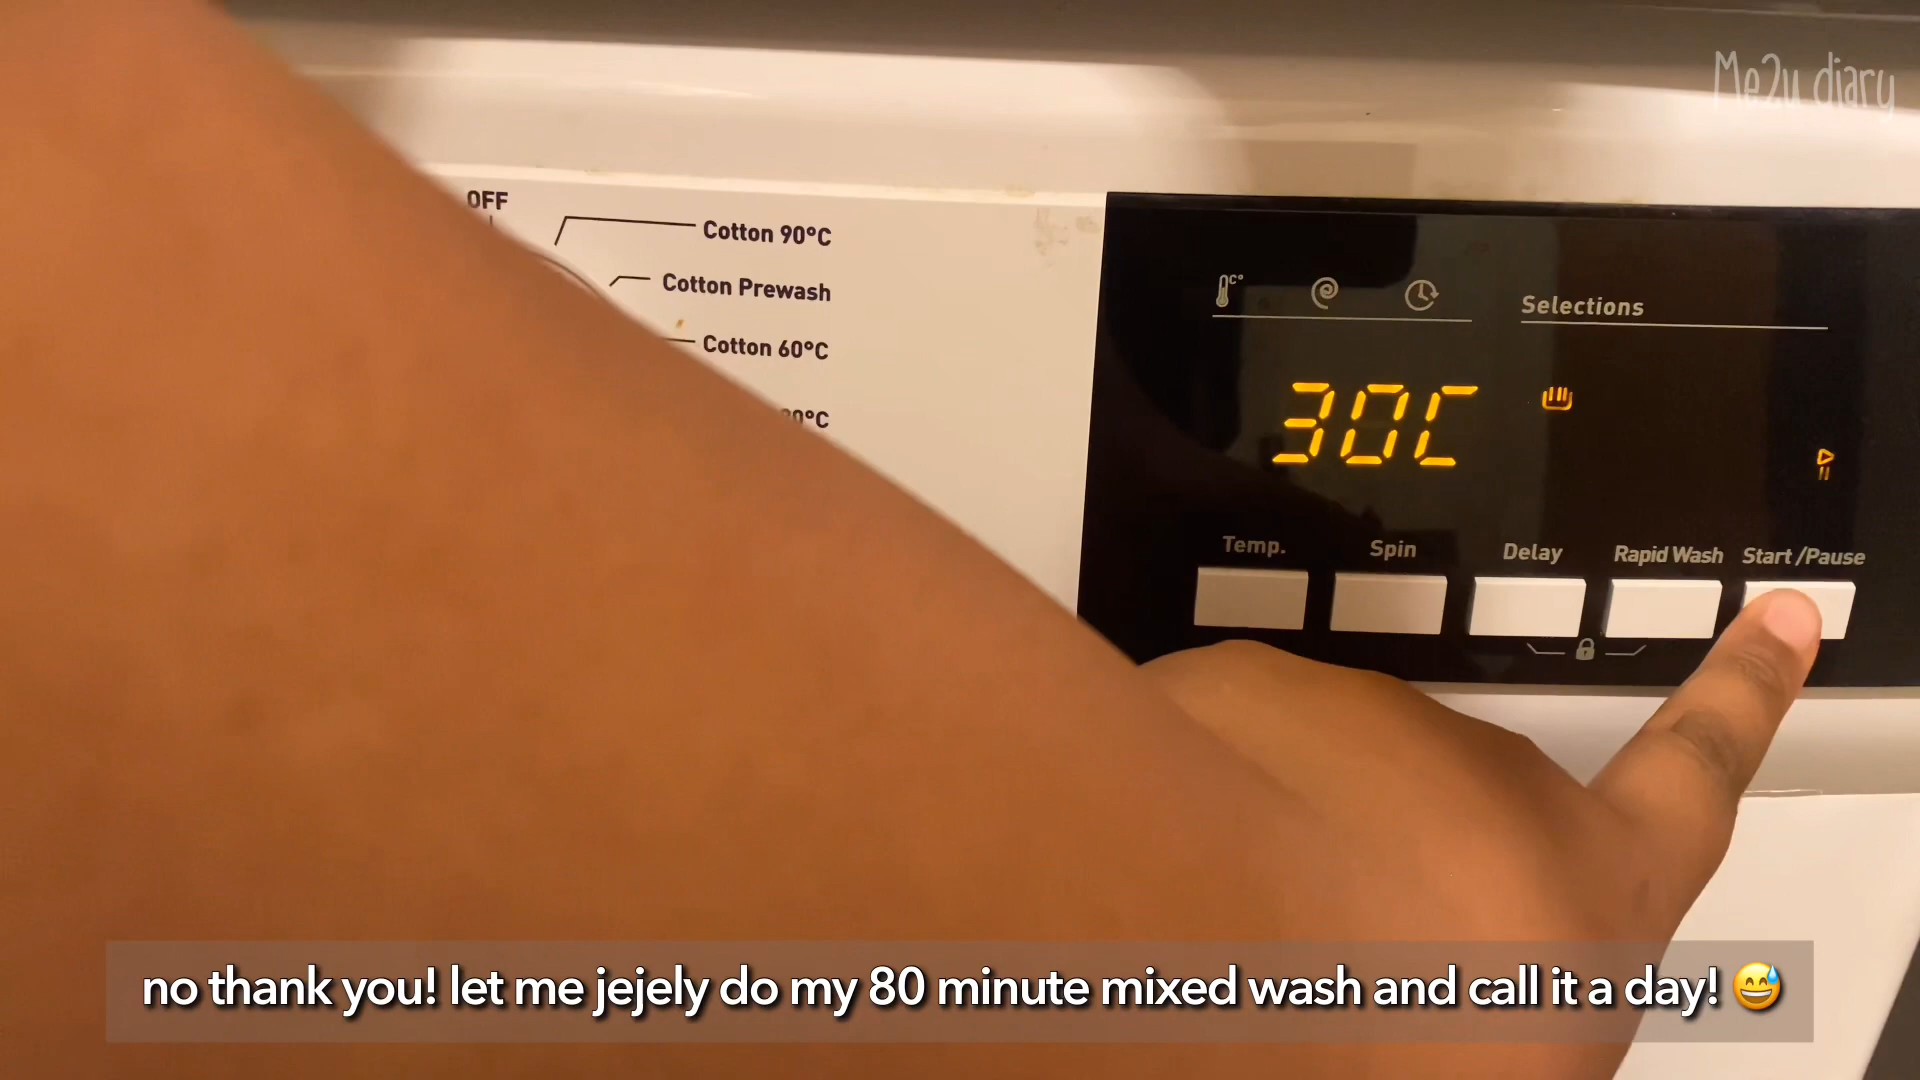 Me2u diary
OFF
Cotton 90°C
Cotton Prewash
Cotton 60°C
0°C
C°
Selections
30C
Temp.
Spin
Delay
Rapid Wash
Start /Pause
no thank you! let me jejely do my 80 minute mixed wash and call it a day! 😅